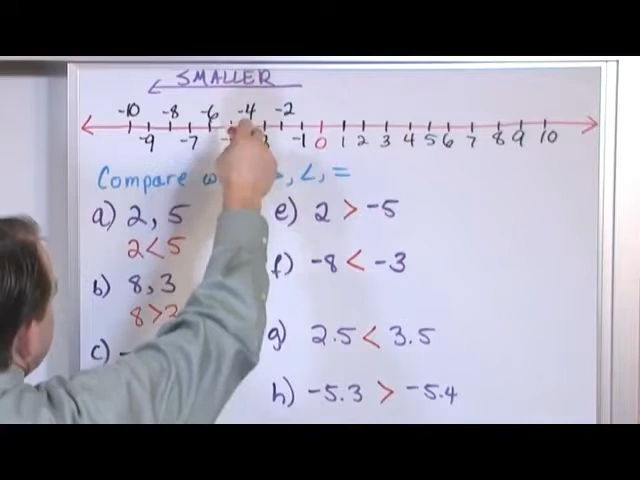 SMALLER
-10 -8 -6 -4 -2
-9 -7 -1 0 1 2 3 4 5 6 7 8 9 10
Compare >, <, =
a) 2, 5
2 < 5
b) 8, 3
8 >
c) -
e) 2 > -5
f) -8 < -3
g) 2.5 < 3.5
h) -5.3 > -5.4